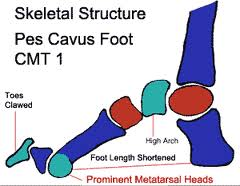 Skeletal Structure
Pes Cavus Foot
CMT 1
Toes
Clawed
High Arch
Foot Length Shortened
Prominent Metatarsal Heads